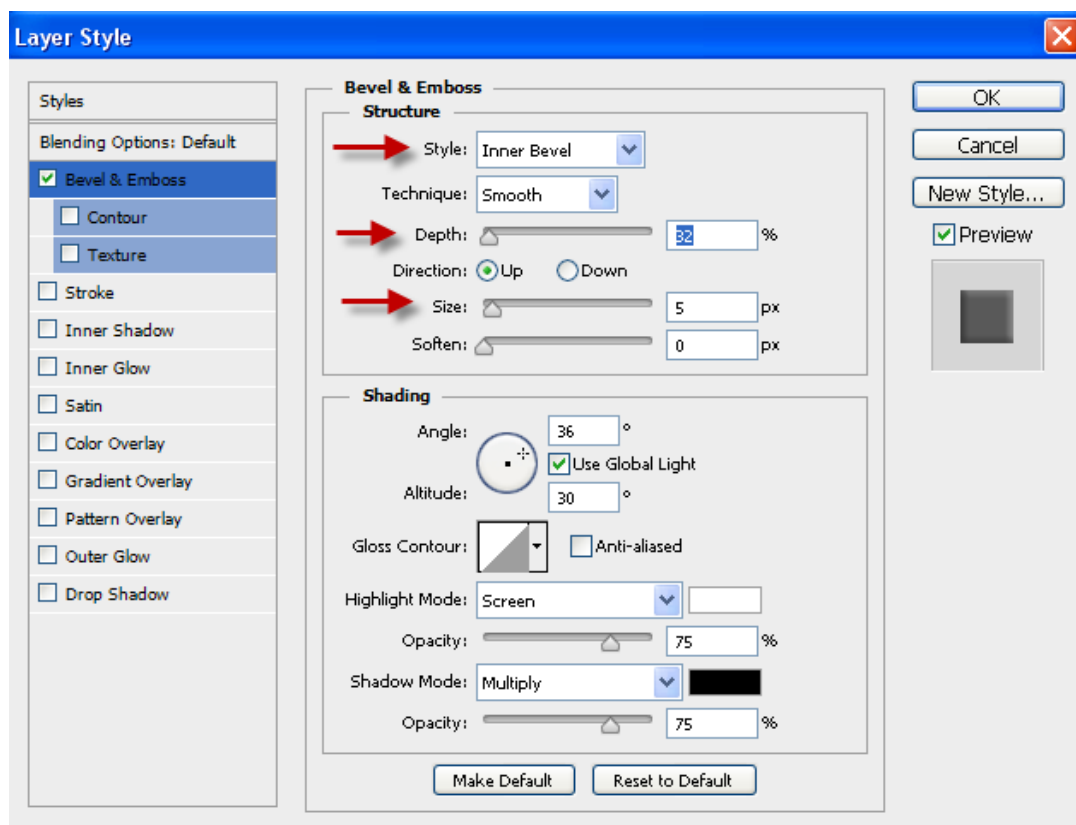 Layer Style
Styles
Blending Options: Default
Bevel & Emboss
Contour
Texture
Stroke
Inner Shadow
Inner Glow
Satin
Color Overlay
Gradient Overlay
Pattern Overlay
Outer Glow
Drop Shadow
Bevel & Emboss
Structure
Style: Inner Bevel
Technique: Smooth
Depth: 32 %
Direction: Up Down
Size: 5 px
Soften: 0 px
Shading
Angle: 36 °
Use Global Light
Altitude: 30 °
Gloss Contour: Anti-aliased
Highlight Mode: Screen
Opacity: 75 %
Shadow Mode: Multiply
Opacity: 75 %
Make Default Reset to Default
OK
Cancel
New Style...
Preview